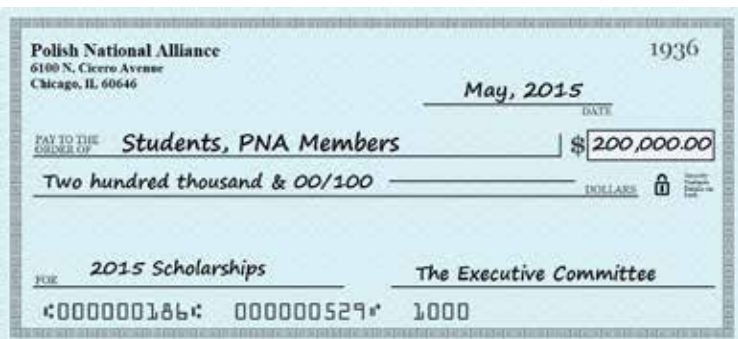 Polish National Alliance
1936
6100 N. Cicero Avenue
Chicago, IL 60646
May, 2015
DATE
PAY TO THE
ORDER OF
Students, PNA Members
$ 200,000.00
Two hundred thousand & 00/100
DOLLARS
FOR
2015 Scholarships
The Executive Committee
⑆000000186⑆ 000000529⑈ 1000